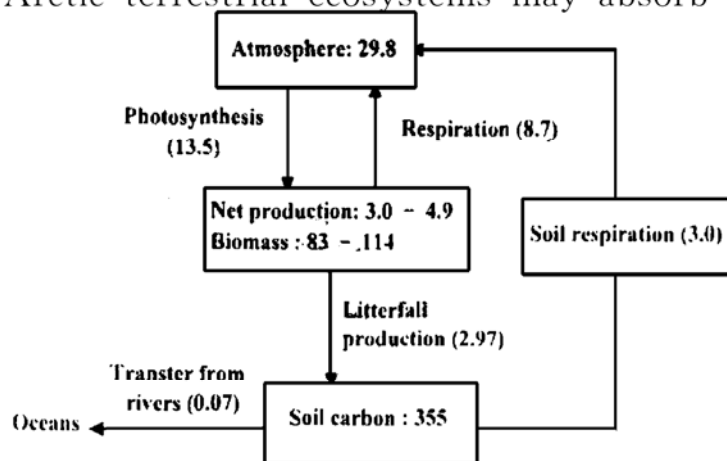 Arctic terrestrial ecosystems may absorb
Atmosphere: 29.8
Photosynthesis
(13.5)
Respiration (8.7)
Net production: 3.0 - 4.9
Biomass : 83 - 114
Soil respiration (3.0)
Litterfall
production (2.97)
Transter from
rivers (0.07)
Oceans
Soil carbon : 355